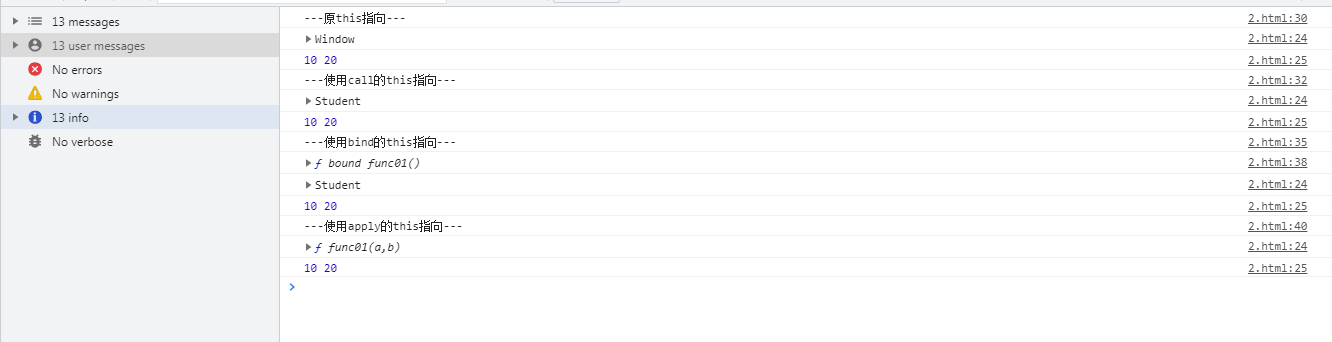 13 messages
13 user messages
No errors
No warnings
13 info
No verbose
---原this指向--- 2.html:30
Window 2.html:24
10 20 2.html:25
---使用call的this指向--- 2.html:32
Student 2.html:24
10 20 2.html:25
---使用bind的this指向--- 2.html:35
ƒ bound func01() 2.html:38
Student 2.html:24
10 20 2.html:25
---使用apply的this指向--- 2.html:40
ƒ func01(a,b) 2.html:24
10 20 2.html:25